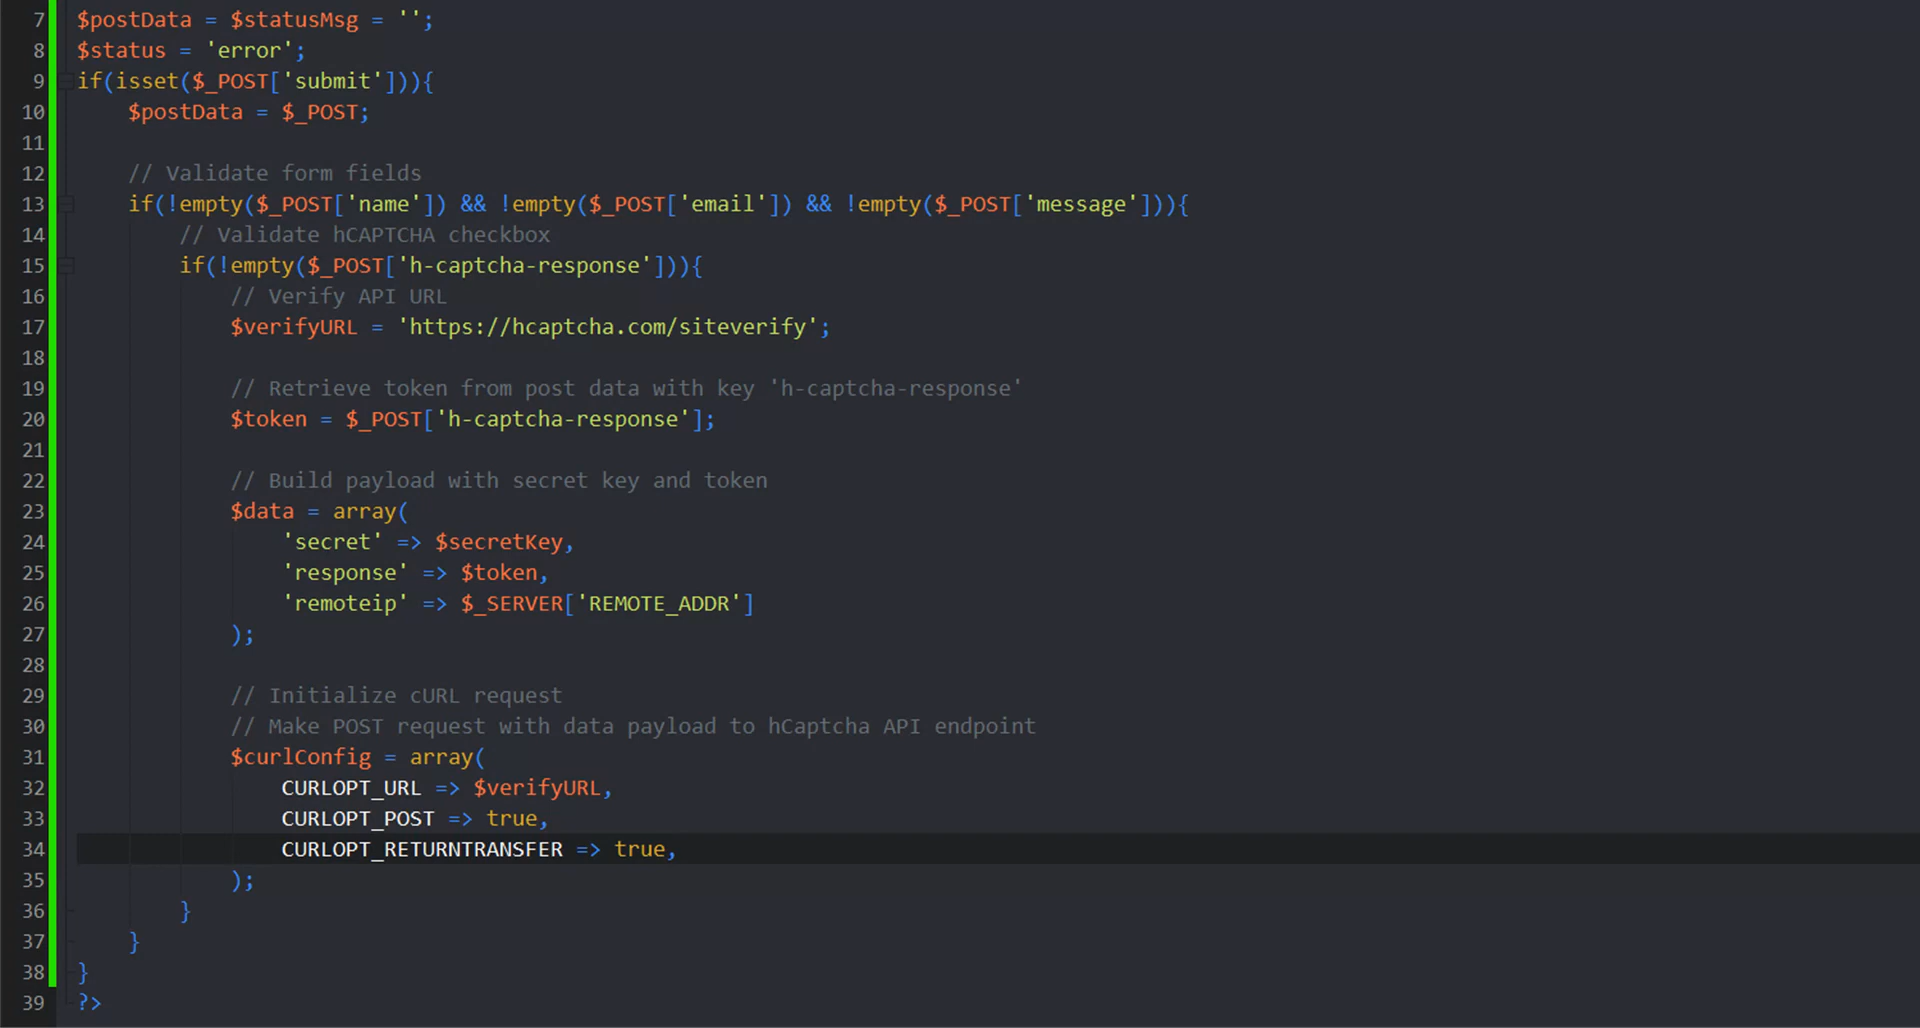 7 $postData = $statusMsg = '';
8 $status = 'error';
9 if(isset($_POST['submit'])){
10     $postData = $_POST;
11
12     // Validate form fields
13     if(!empty($_POST['name']) && !empty($_POST['email']) && !empty($_POST['message'])){
14         // Validate hCAPTCHA checkbox
15         if(!empty($_POST['h-captcha-response'])){
16             // Verify API URL
17             $verifyURL = 'https://hcaptcha.com/siteverify';
18
19             // Retrieve token from post data with key 'h-captcha-response'
20             $token = $_POST['h-captcha-response'];
21
22             // Build payload with secret key and token
23             $data = array(
24                 'secret' => $secretKey,
25                 'response' => $token,
26                 'remoteip' => $_SERVER['REMOTE_ADDR']
27             );
28
29             // Initialize cURL request
30             // Make POST request with data payload to hCaptcha API endpoint
31             $curlConfig = array(
32                 CURLOPT_URL => $verifyURL,
33                 CURLOPT_POST => true,
34                 CURLOPT_RETURNTRANSFER => true,
35             );
36         }
37     }
38 }
39 ?>